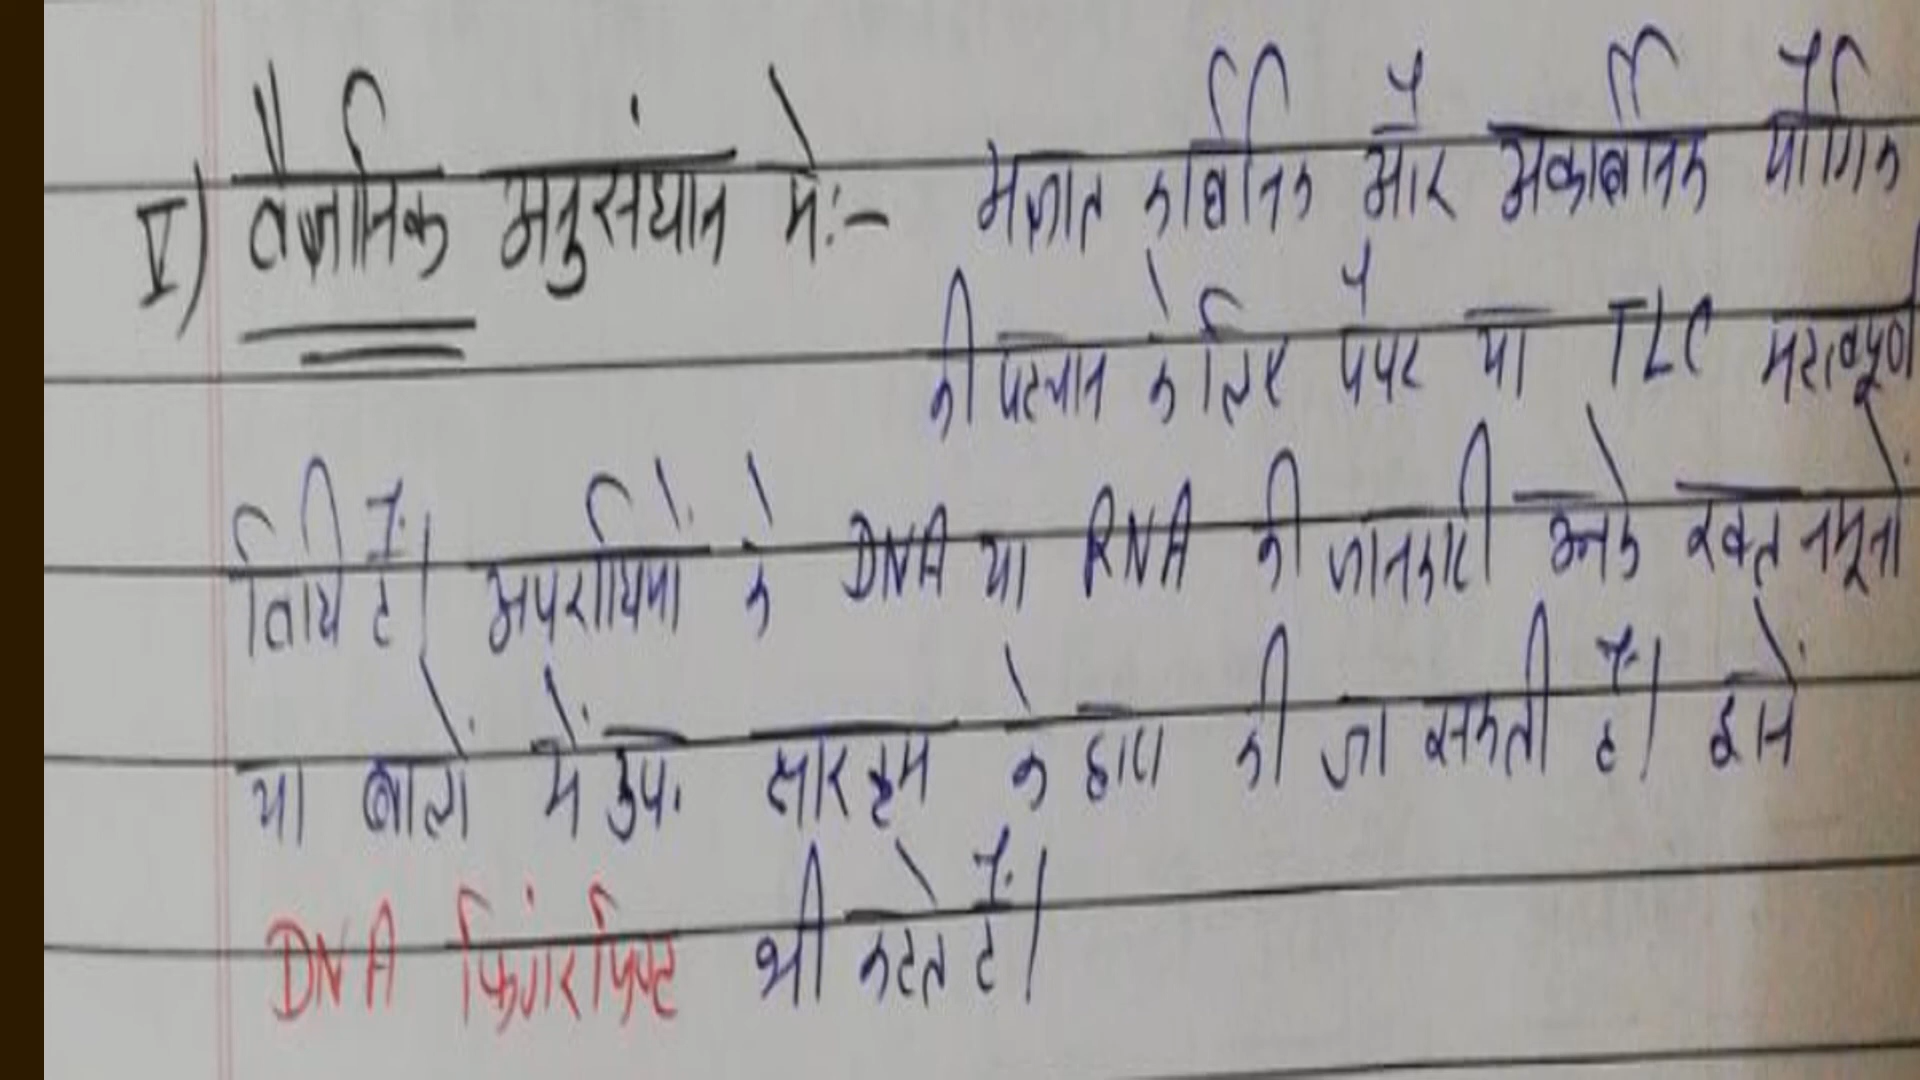 V) वैज्ञानिक अनुसंधान में:- अज्ञात कार्बनिक और अकार्बनिक यौगिक
की पहचान के लिए पेपर या TLC महत्वपूर्ण
विधि हैं। अपराधियों के DNA या RNA की जानकारी उनके रक्त नमूनों
या बालों में उप. के द्वारा की जा सकती हैं। इसे
DNA फिंगरप्रिंट भी कहते हैं।